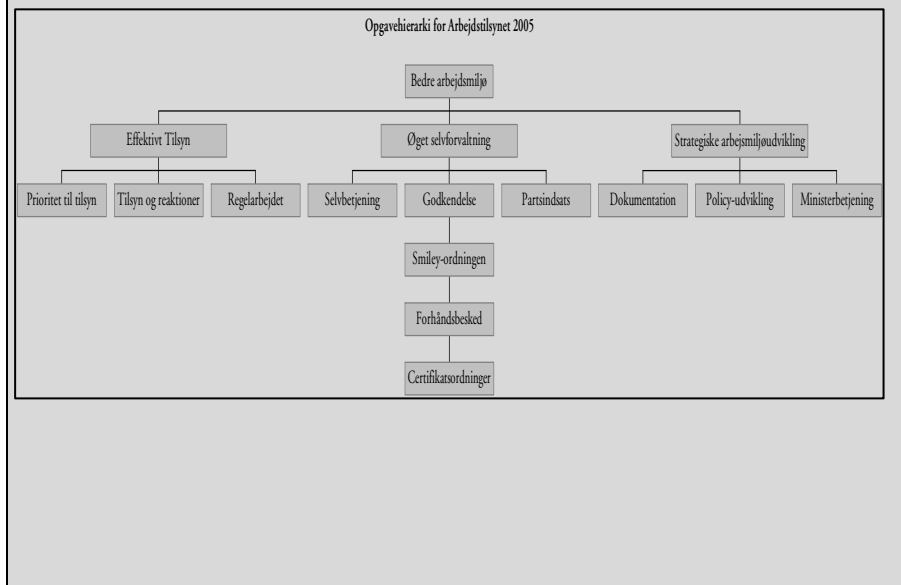 Opgavehierarki for Arbejdstilsynet 2005
Bedre arbejdsmiljø
Effektivt Tilsyn
Øget selvforvaltning
Strategiske arbejsmiljøudvikling
Prioritet til tilsyn
Tilsyn og reaktioner
Regelarbejdet
Selvbetjening
Godkendelse
Partsindsats
Dokumentation
Policy-udvikling
Ministerbetjening
Smiley-ordningen
Forhåndsbesked
Certifikatsordninger